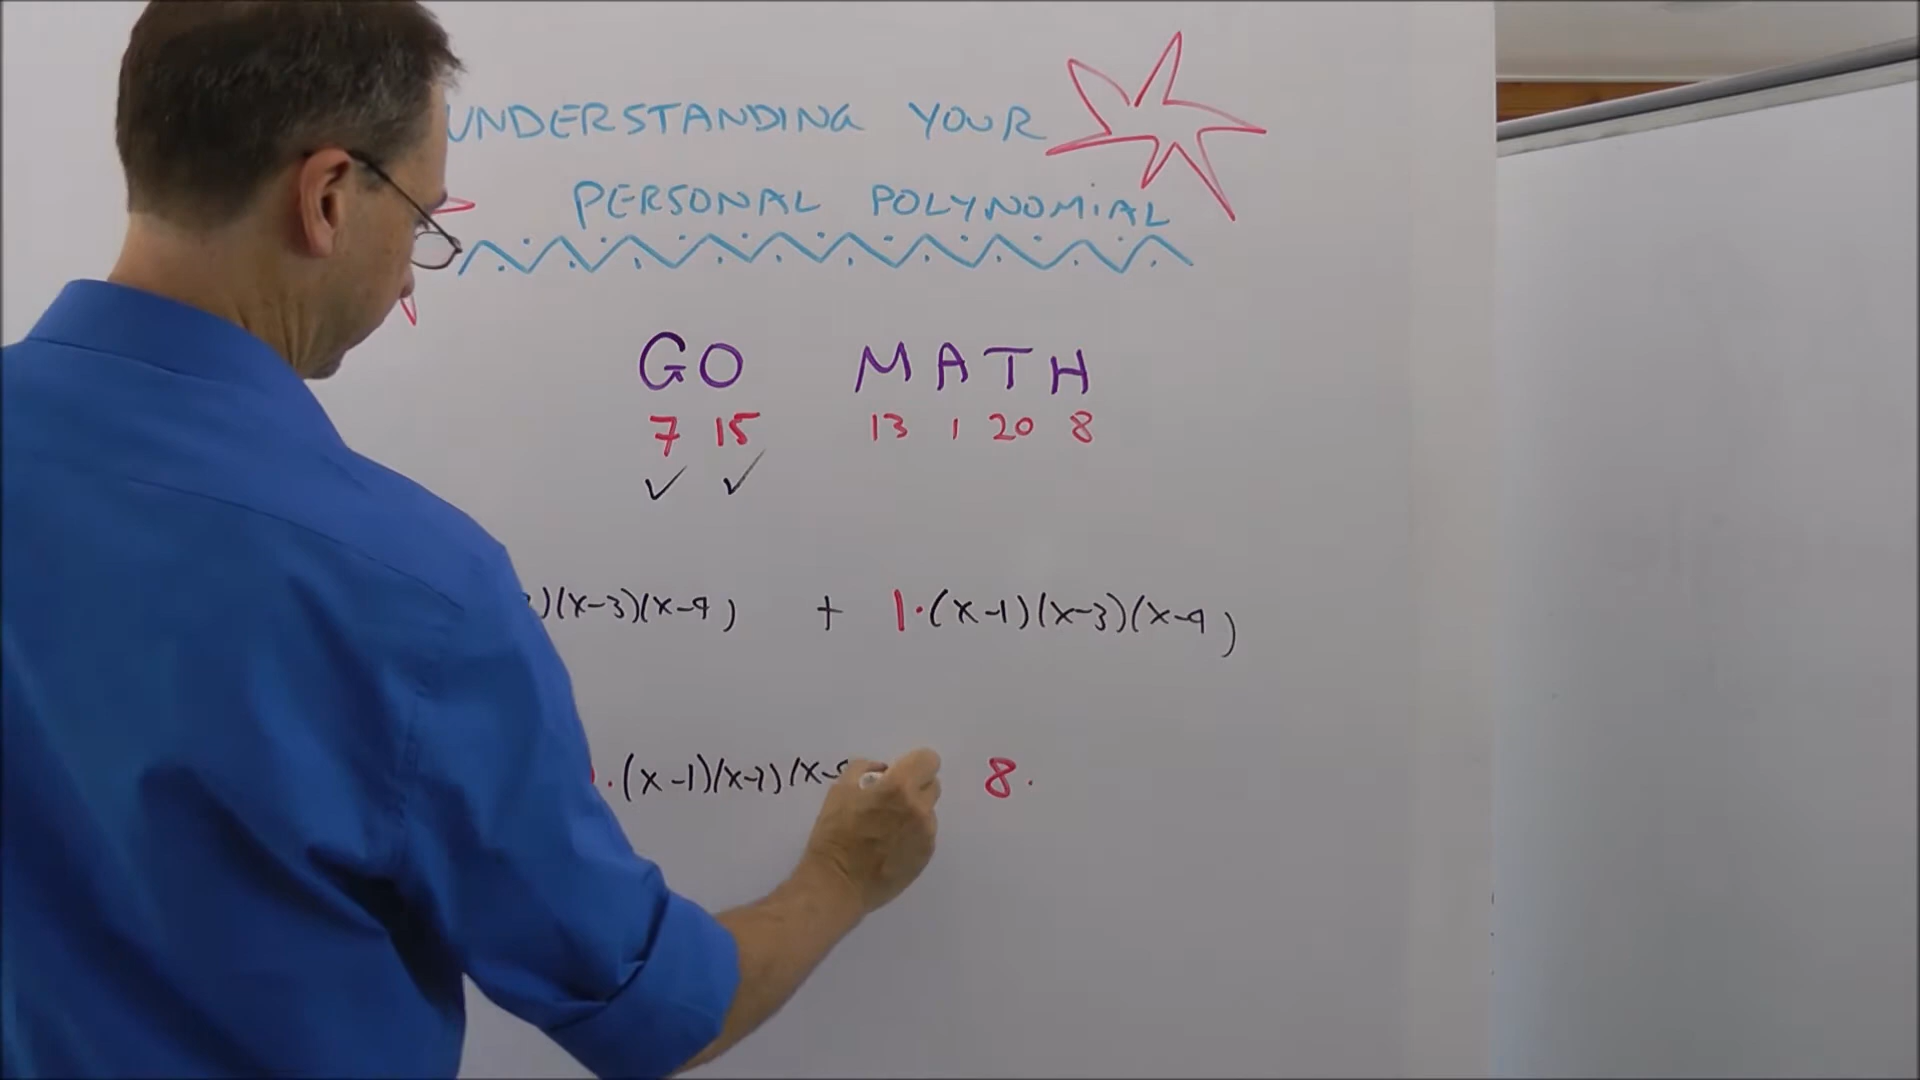 UNDERSTANDING YOUR
PERSONAL POLYNOMIAL
GO MATH
7 15 13 1 20 8
✓ ✓
)(x-3)(x-4) + 1·(x-1)(x-3)(x-4)
·(x-1)(x-2)(x- 8·